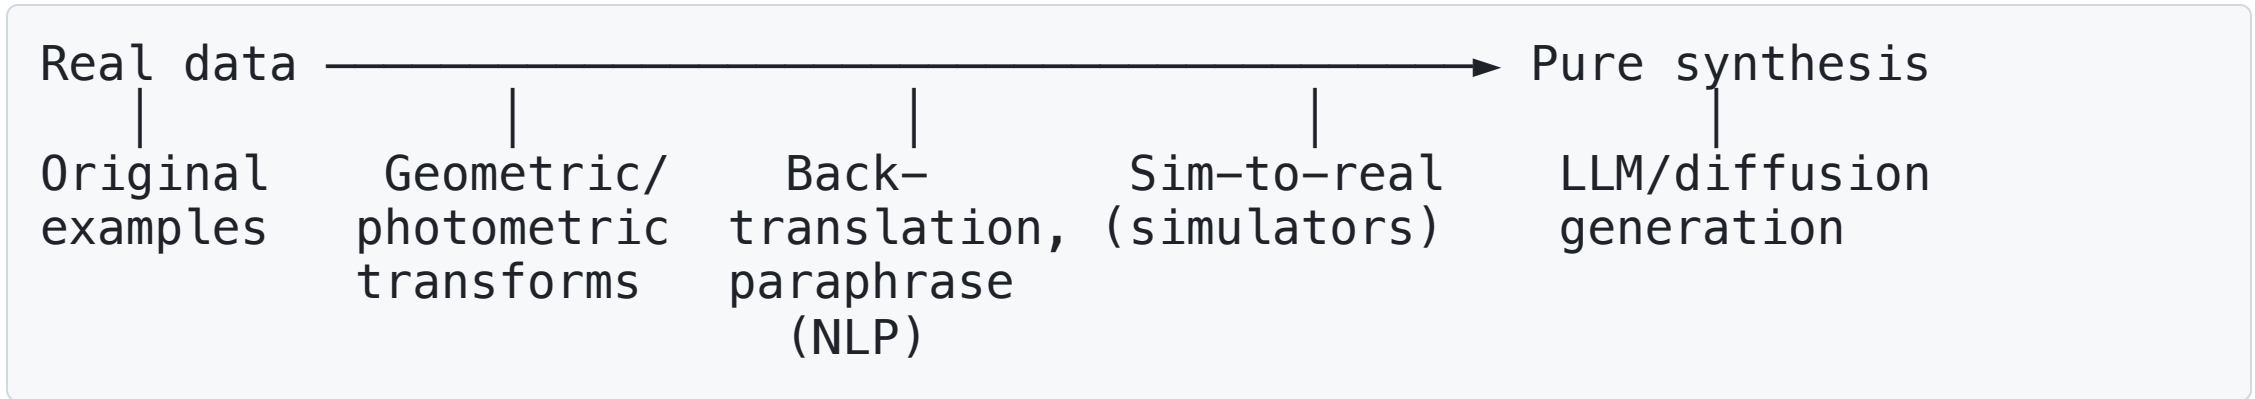 Real data ─────────────────────────────────────────► Pure synthesis
│ │ │ │ │
Original Geometric/ Back- Sim-to-real LLM/diffusion
examples photometric translation, (simulators) generation
transforms paraphrase
(NLP)